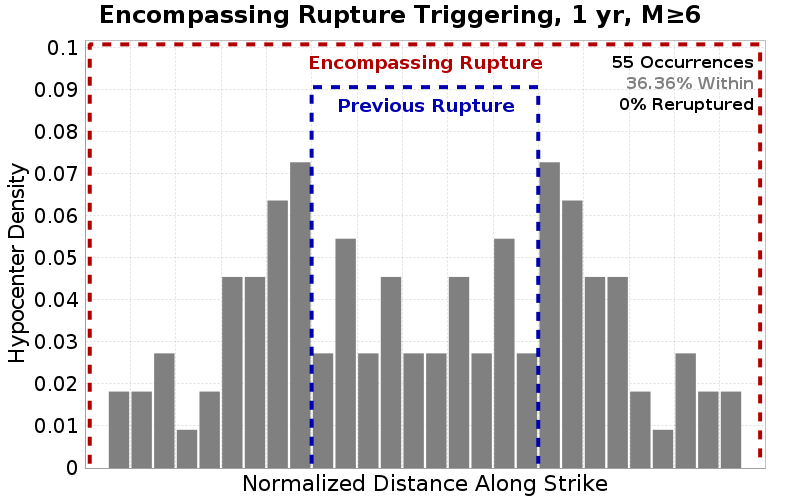 Encompassing Rupture Triggering, 1 yr, M≥6
Encompassing Rupture
Previous Rupture
55 Occurrences
36.36% Within
0% Reruptured
Hypocenter Density
0.1
0.09
0.08
0.07
0.06
0.05
0.04
0.03
0.02
0.01
0
Normalized Distance Along Strike